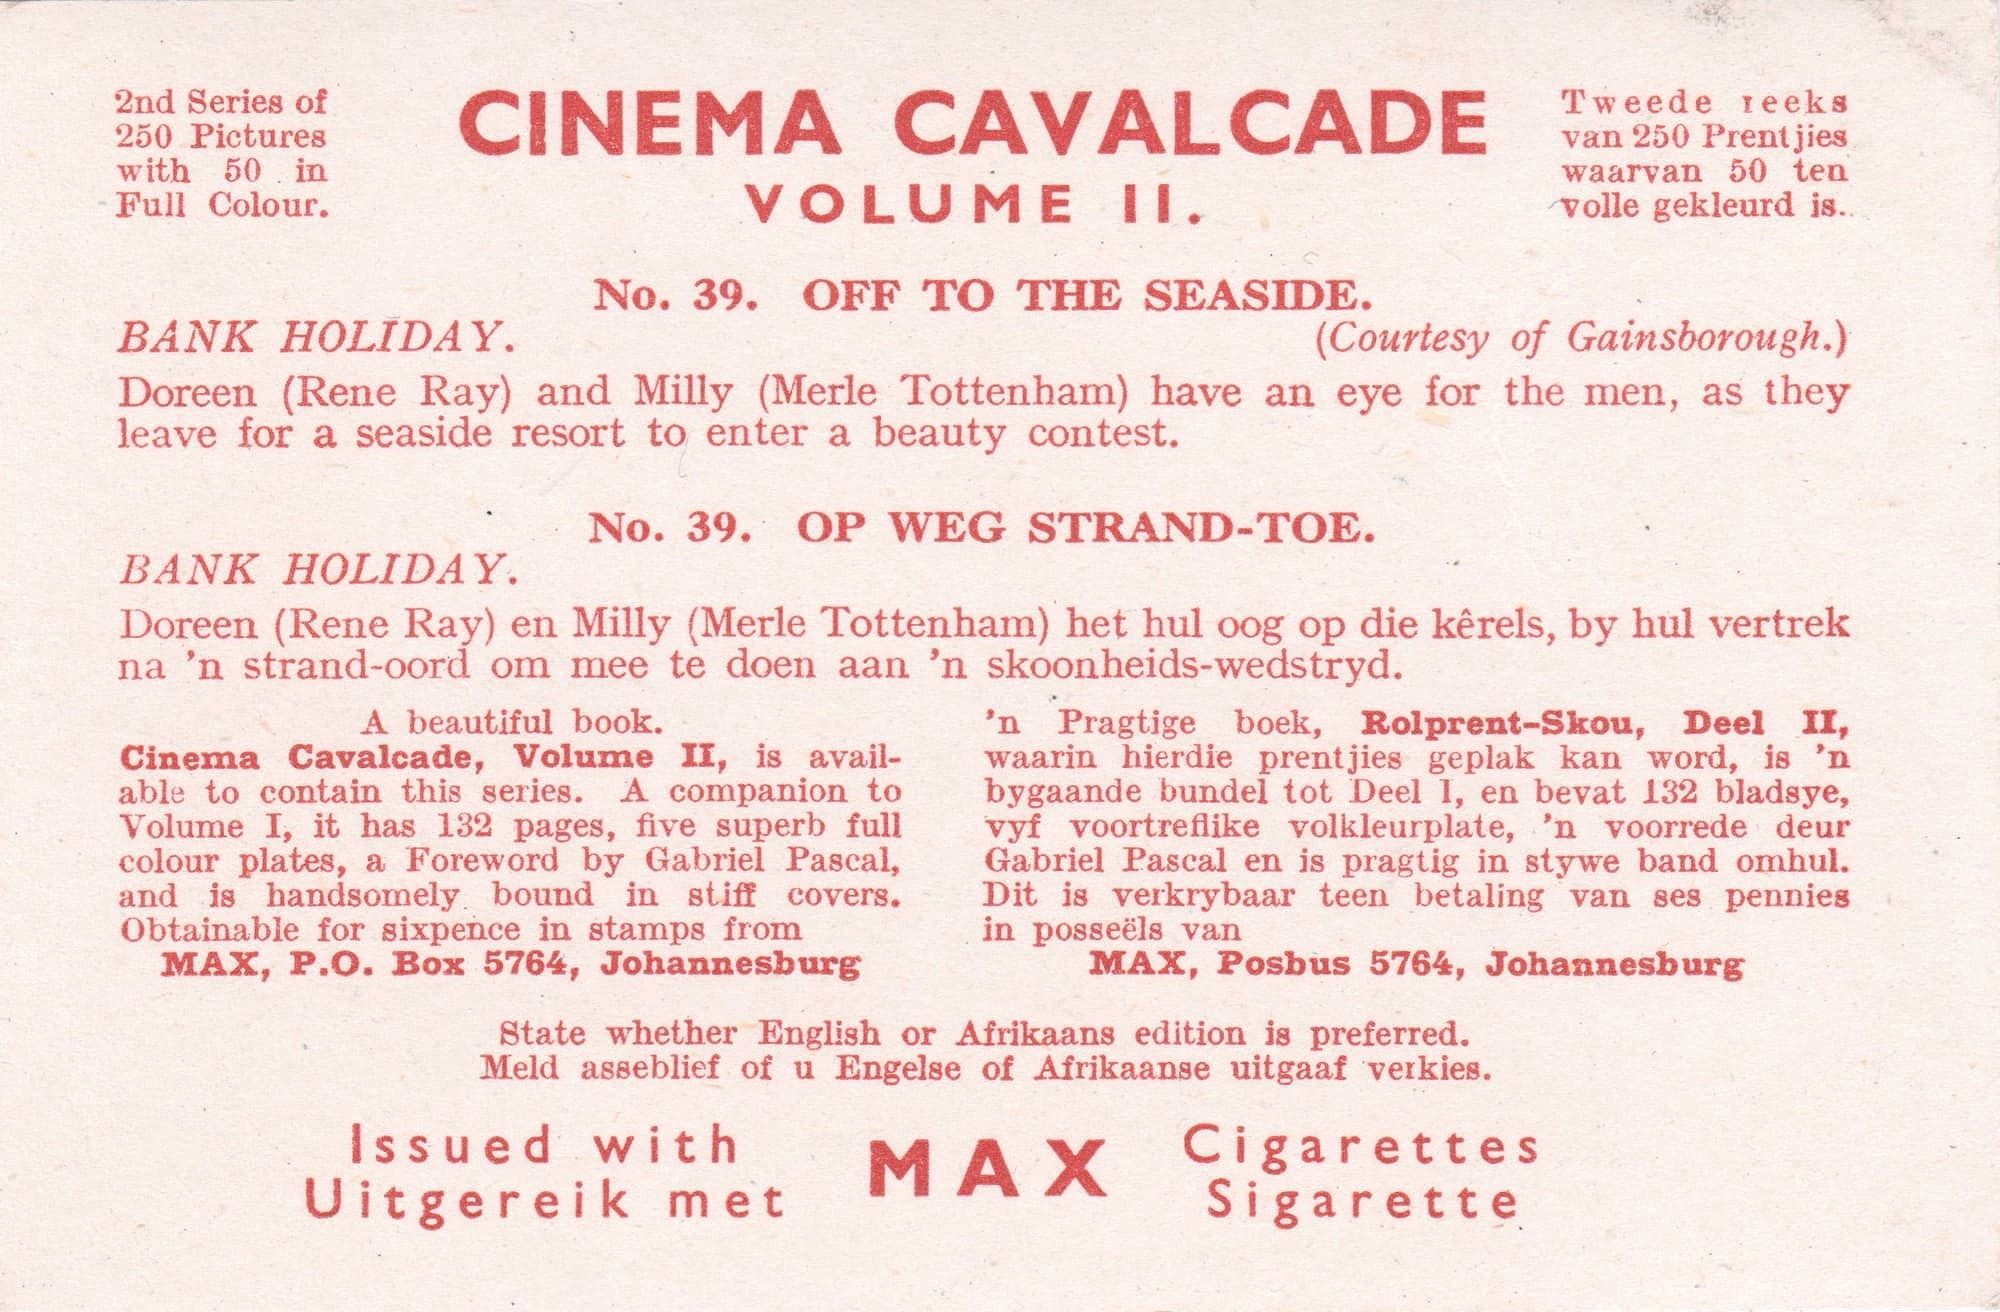 2nd Series of
250 Pictures
with 50 in
Full Colour.
CINEMA CAVALCADE
VOLUME II.
Tweede reeks
van 250 Prentjies
waarvan 50 ten
volle gekleurd is.
No. 39. OFF TO THE SEASIDE.
BANK HOLIDAY. (Courtesy of Gainsborough.)
Doreen (Rene Ray) and Milly (Merle Tottenham) have an eye for the men, as they
leave for a seaside resort to enter a beauty contest.
No. 39. OP WEG STRAND-TOE.
BANK HOLIDAY.
Doreen (Rene Ray) en Milly (Merle Tottenham) het hul oog op die kêrels, by hul vertrek
na 'n strand-oord om mee te doen aan 'n skoonheids-wedstryd.
A beautiful book.
Cinema Cavalcade, Volume II, is avail-
able to contain this series. A companion to
Volume I, it has 132 pages, five superb full
colour plates, a Foreword by Gabriel Pascal,
and is handsomely bound in stiff covers.
Obtainable for sixpence in stamps from
MAX, P.O. Box 5764, Johannesburg
'n Pragtige boek, Rolprent-Skou, Deel II,
waarin hierdie prentjies geplak kan word, is 'n
bygaande bundel tot Deel I, en bevat 132 bladsye,
vyf voortreflike volkleurplate, 'n voorrede deur
Gabriel Pascal en is pragtig in stywe band omhul.
Dit is verkrybaar teen betaling van ses pennies
in posseëls van
MAX, Posbus 5764, Johannesburg
State whether English or Afrikaans edition is preferred.
Meld asseblief of u Engelse of Afrikaanse uitgaaf verkies.
Issued with
Uitgereik met
MAX
Cigarettes
Sigarette